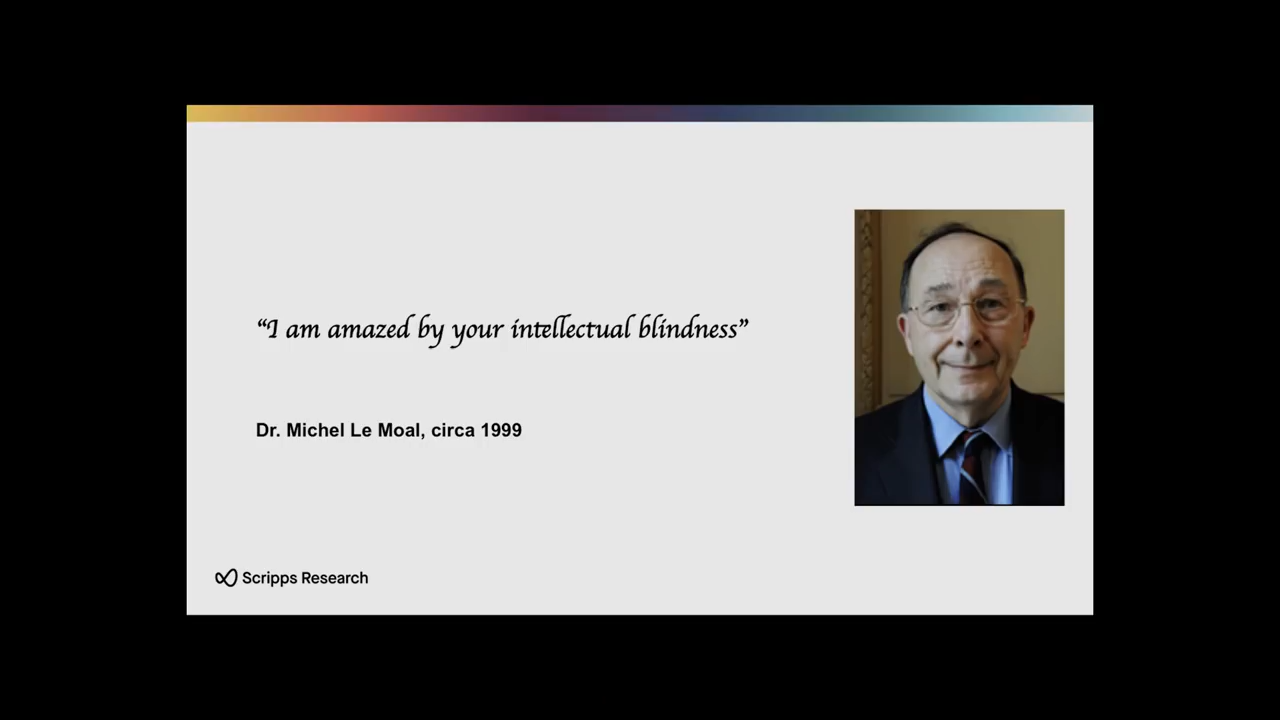 “I am amazed by your intellectual blindness”
Dr. Michel Le Moal, circa 1999
Scripps Research